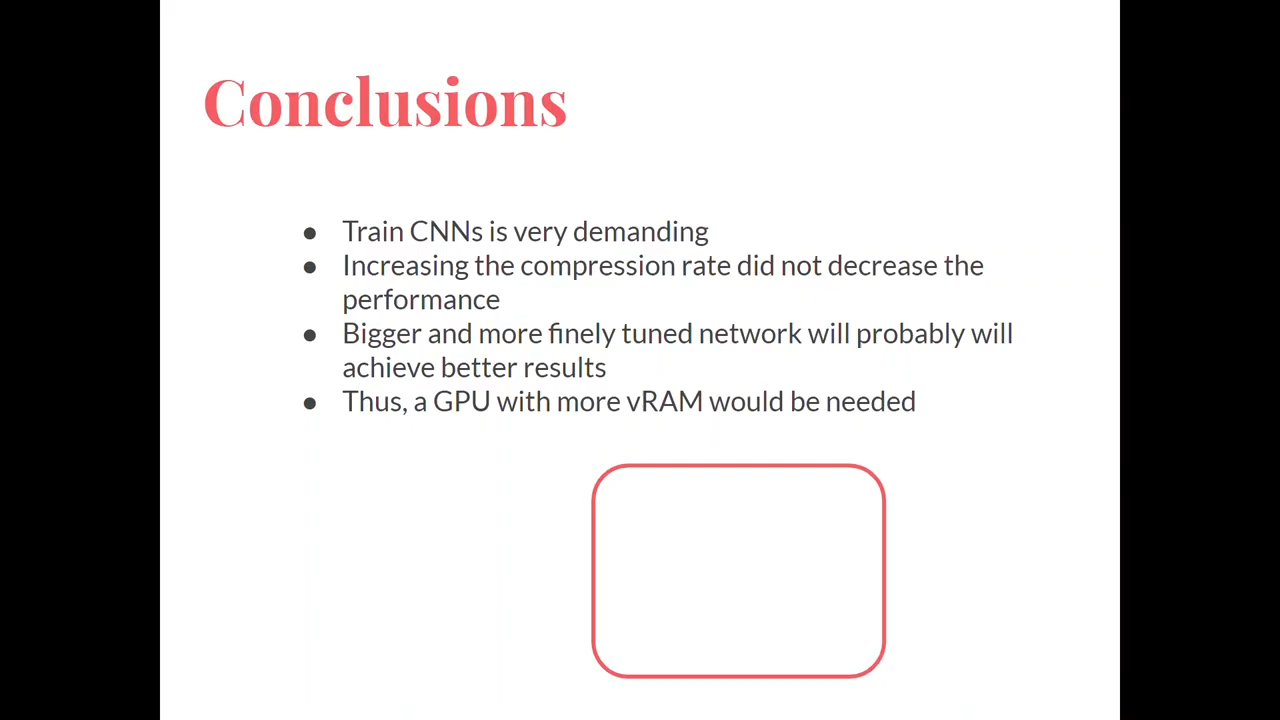 Conclusions
● Train CNNs is very demanding
● Increasing the compression rate did not decrease the
performance
● Bigger and more finely tuned network will probably will
achieve better results
● Thus, a GPU with more vRAM would be needed